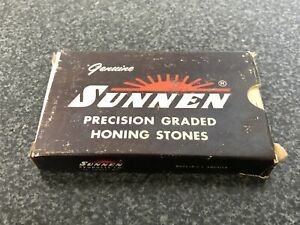 Genuine
SUNNEN®
PRECISION GRADED
HONING STONES
SUNNEN